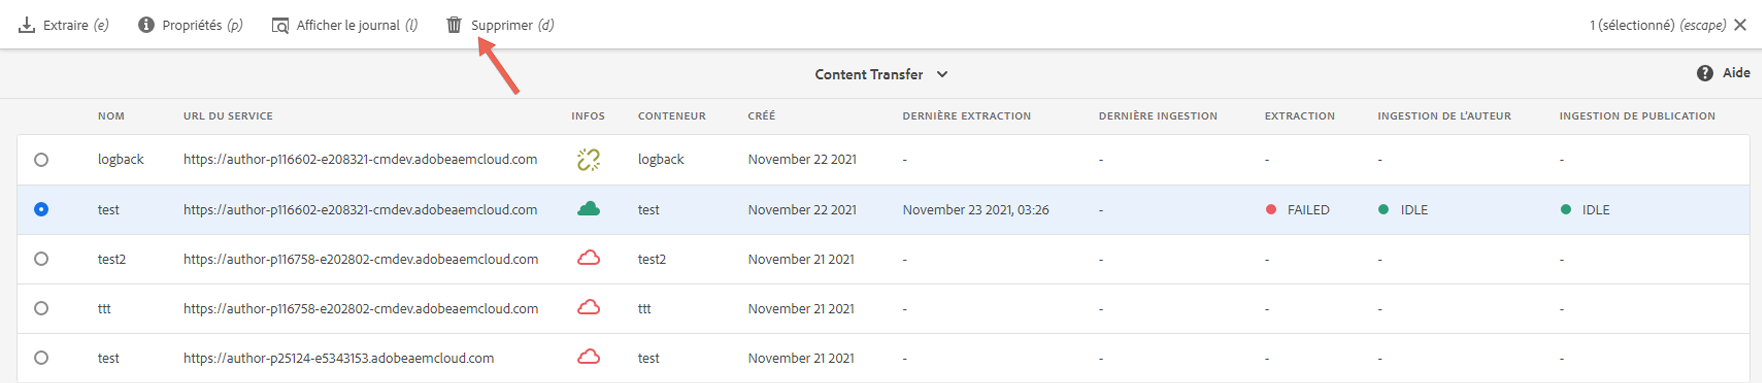 Extraire (e) Propriétés (p) Afficher le journal (l) Supprimer (d) 1 (sélectionné) (escape)
Content Transfer Aide
NOM URL DU SERVICE INFOS CONTENEUR CRÉÉ DERNIÈRE EXTRACTION DERNIÈRE INGESTION EXTRACTION INGESTION DE L'AUTEUR INGESTION DE PUBLICATION
logback https://author-p116602-e208321-cmdev.adobeaemcloud.com logback November 22 2021 - - - - -
test https://author-p116602-e208321-cmdev.adobeaemcloud.com test November 22 2021 November 23 2021, 03:26 - FAILED IDLE IDLE
test2 https://author-p116758-e202802-cmdev.adobeaemcloud.com test2 November 21 2021 - - - - -
ttt https://author-p116758-e202802-cmdev.adobeaemcloud.com ttt November 21 2021 - - - - -
test https://author-p25124-e5343153.adobeaemcloud.com test November 21 2021 - - - - -